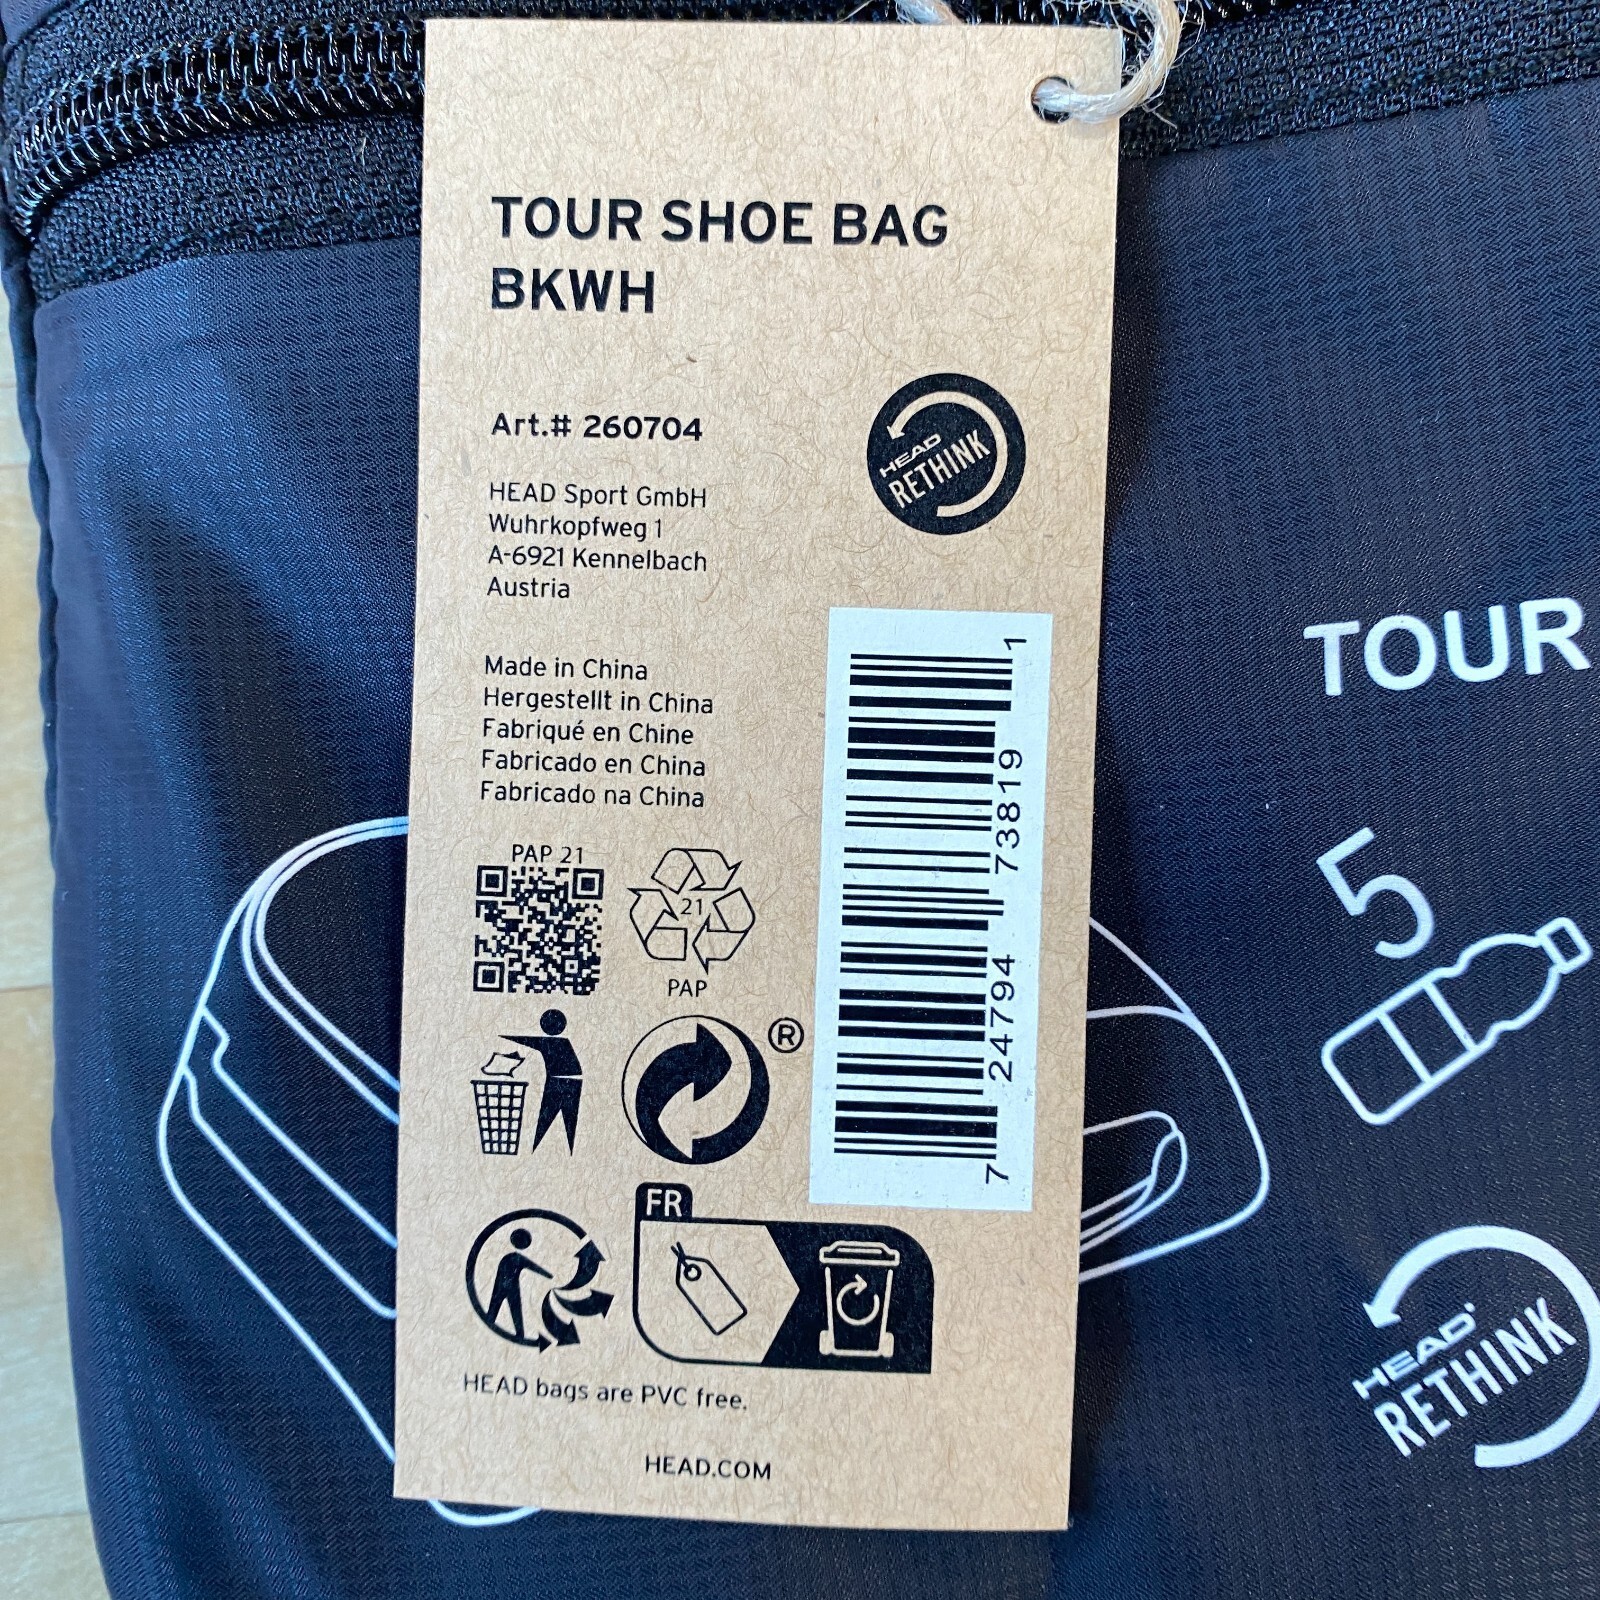 TOUR SHOE BAG
BKWH
Art.# 260704
HEAD Sport GmbH
Wuhrkopfweg 1
A-6921 Kennelbach
Austria
HEAD
RETHINK
Made in China
Hergestellt in China
Fabriqué en Chine
Fabricado en China
Fabricado na China
PAP 21
21
PAP
®
7 24794 73819 1
FR
HEAD bags are PVC free.
HEAD.COM
TOUR
5
HEAD
RETHINK